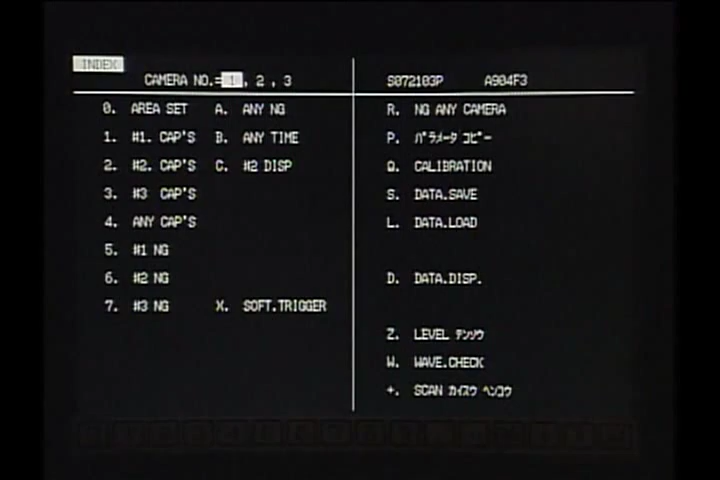 INDEX
CAMERA NO.=1, 2, 3
S072103P A904F3
0. AREA SET A. ANY NG
1. #1. CAP'S B. ANY TIME
2. #2. CAP'S C. #2 DISP
3. #3 CAP'S
4. ANY CAP'S
5. #1 NG
6. #2 NG
7. #3 NG X. SOFT.TRIGGER
R. NG ANY CAMERA
P. パラメータ コピー
Q. CALIBRATION
S. DATA.SAVE
L. DATA.LOAD
D. DATA.DISP.
Z. LEVEL テンソウ
W. WAVE.CHECK
+. SCAN カイスウ ヘンコウ